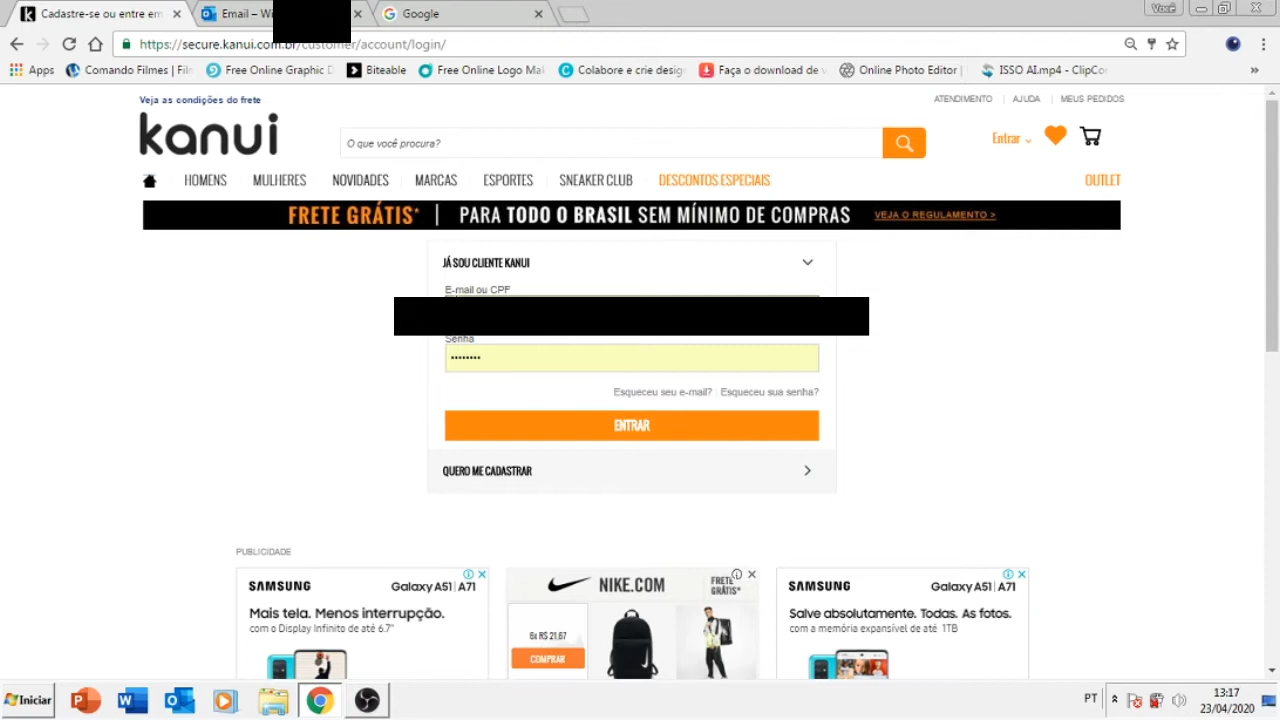 Cadastre-se ou entre em
Email – Wi
Google
Você
https://secure.kanui.com.br/customer/account/login/
Apps
Comando Filmes | Film
Free Online Graphic D
Biteable
Free Online Logo Mak
Colabore e crie design
Faça o download de v
Online Photo Editor |
ISSO AI.mp4 - ClipCo
»
Veja as condições do frete
ATENDIMENTO | AJUDA | MEUS PEDIDOS
kanui
O que você procura?
Entrar
HOMENS
MULHERES
NOVIDADES
MARCAS
ESPORTES
SNEAKER CLUB
DESCONTOS ESPECIAIS
OUTLET
FRETE GRÁTIS* | PARA TODO O BRASIL SEM MÍNIMO DE COMPRAS
VEJA O REGULAMENTO >
JÁ SOU CLIENTE KANUI
E-mail ou CPF
Senha
••••••••
Esqueceu seu e-mail? | Esqueceu sua senha?
ENTRAR
QUERO ME CADASTRAR
PUBLICIDADE
SAMSUNG
Galaxy A51 | A71
Mais tela. Menos interrupção.
com o Display Infinito de até 6.7"
NIKE.COM
FRETE
GRÁTIS*
6x R$ 21,67
COMPRAR
SAMSUNG
Galaxy A51 | A71
Salve absolutamente. Todas. As fotos.
com a memória expansível de até 1TB
Iniciar
PT
13:17
23/04/2020